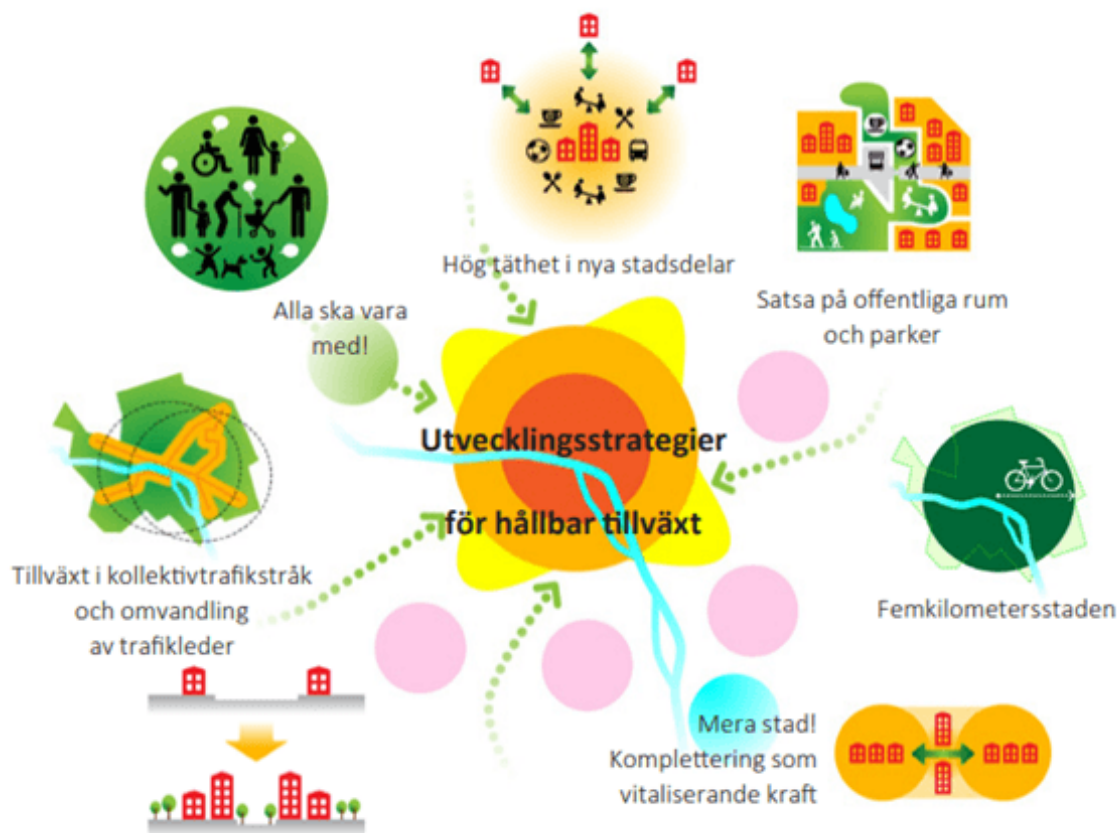 Hög täthet i nya stadsdelar
Alla ska vara
med!
Satsa på offentliga rum
och parker
Utvecklingsstrategier
för hållbar tillväxt
Tillväxt i kollektivtrafikstråk
och omvandling
av trafikleder
Femkilometersstaden
Mera stad!
Komplettering som
vitaliserande kraft